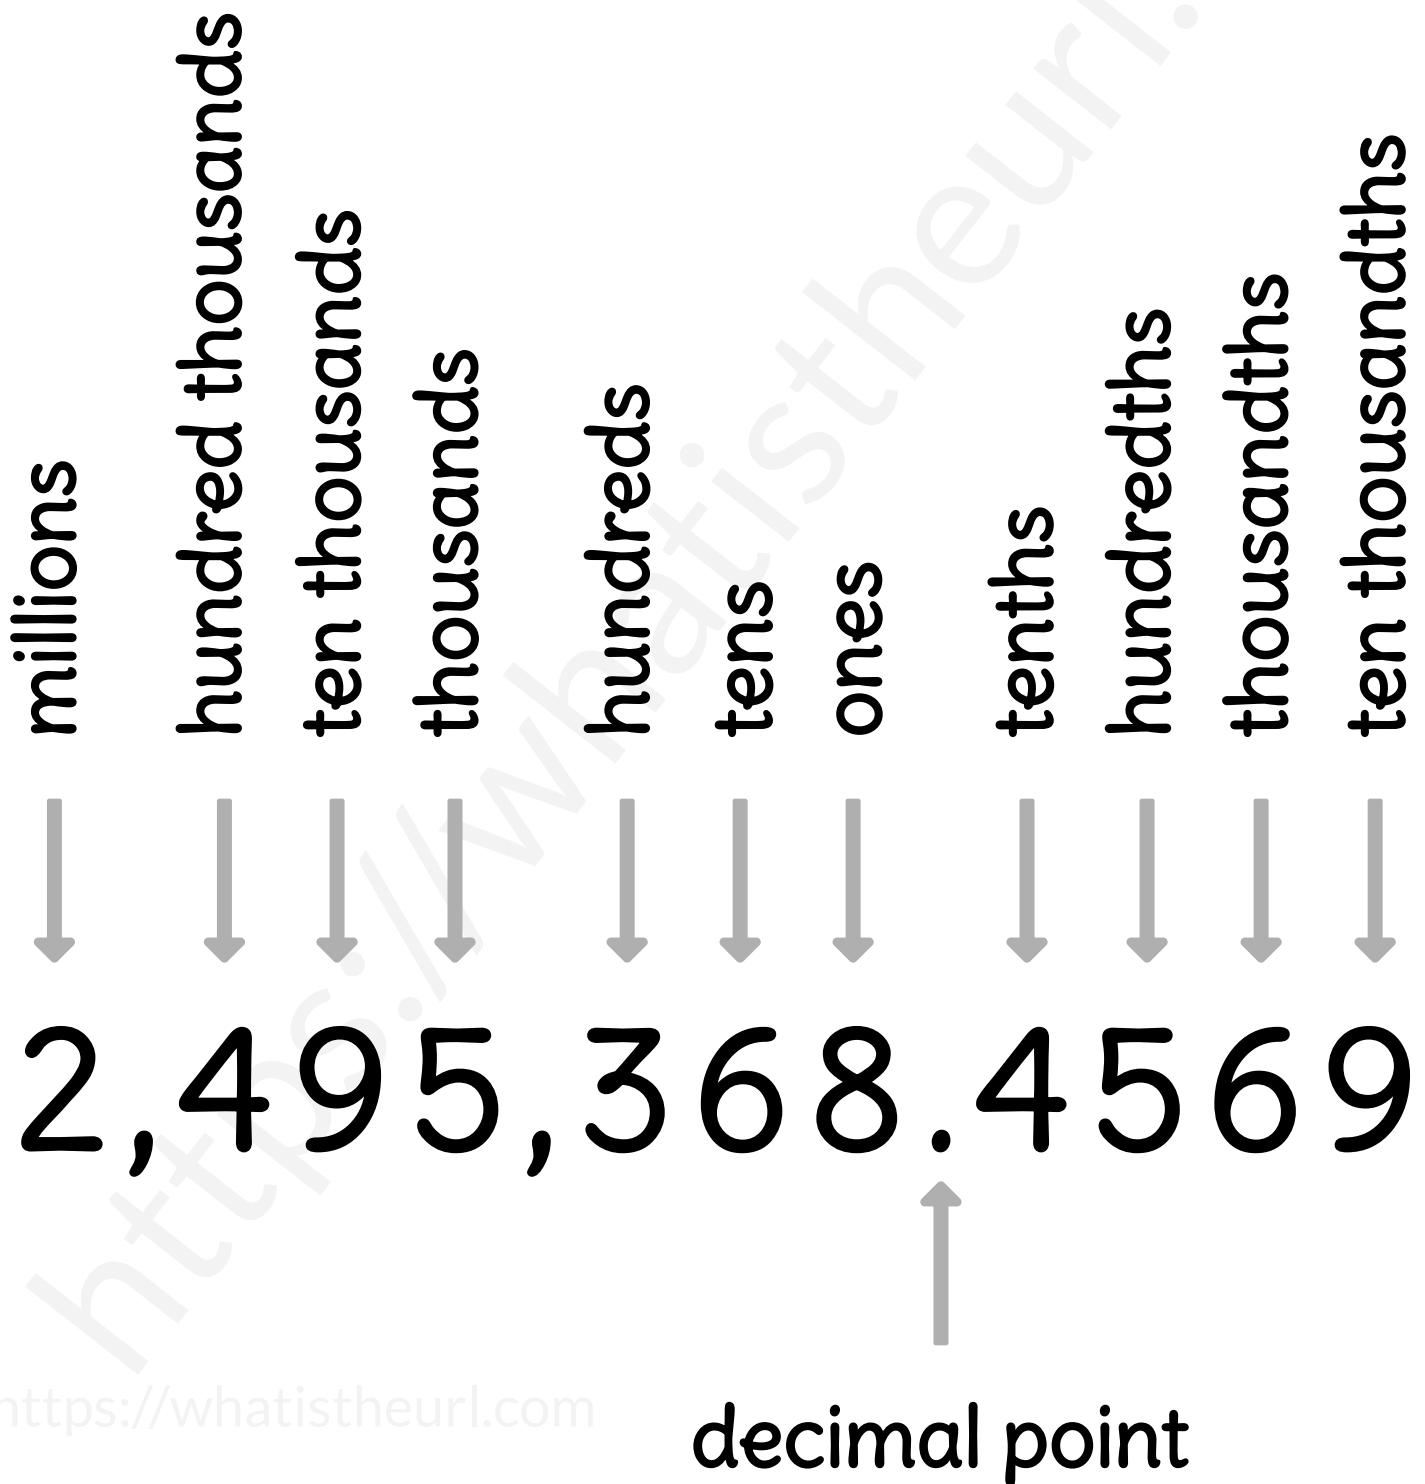 millions
hundred thousands
ten thousands
thousands
hundreds
tens
ones
tenths
hundredths
thousandths
ten thousandths
2,495,368.4569
decimal point
https://whatistheurl.
https://whatistheurl.com